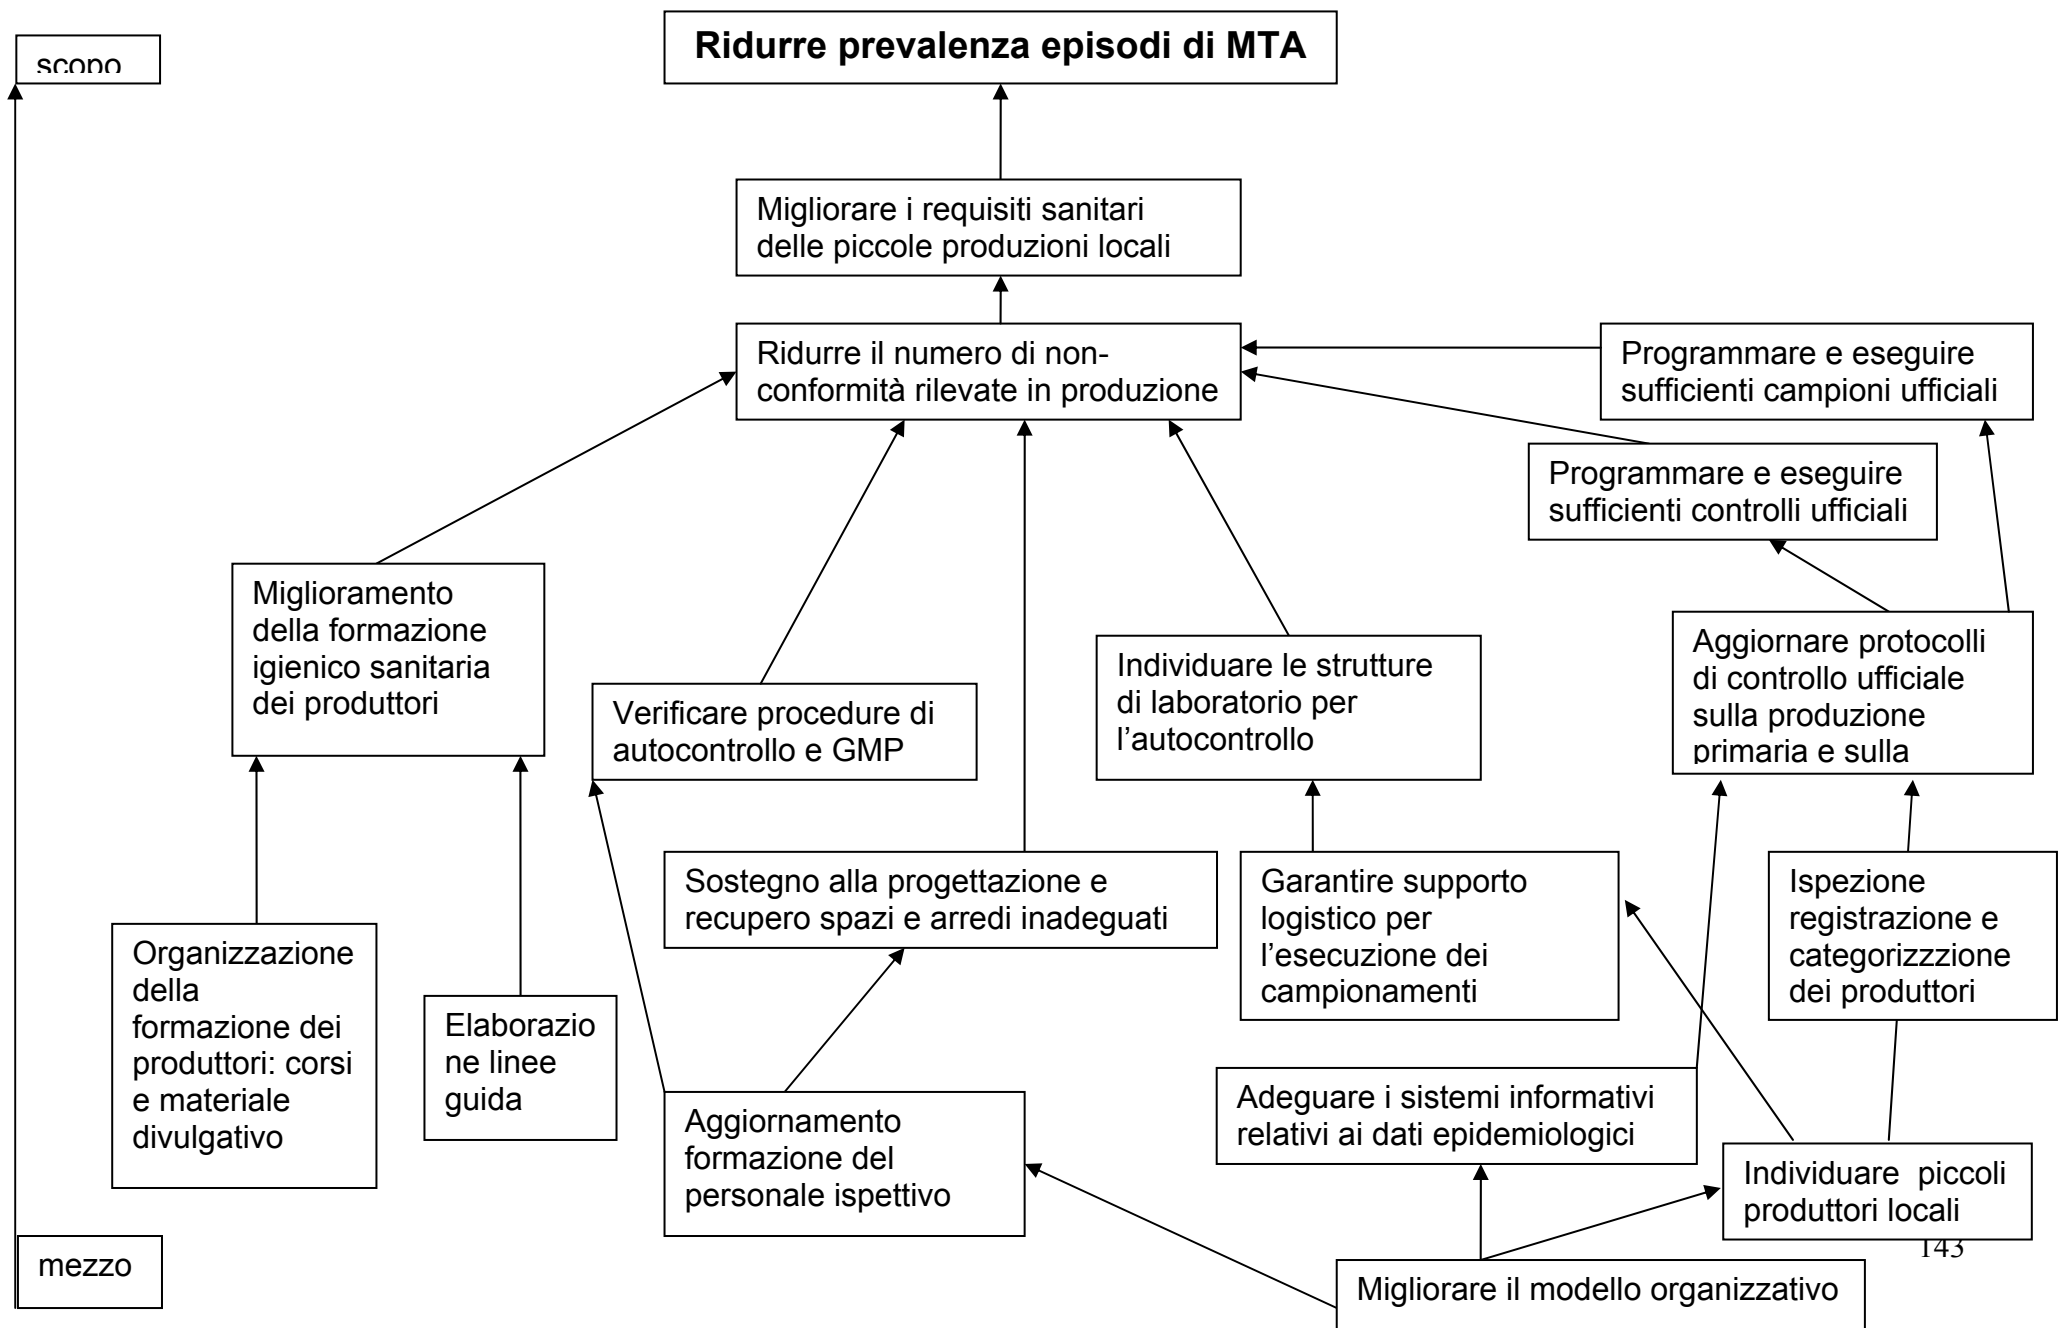 scopo
Ridurre prevalenza episodi di MTA
Migliorare i requisiti sanitari
delle piccole produzioni locali
Ridurre il numero di non-
conformità rilevate in produzione
Programmare e eseguire
sufficienti campioni ufficiali
Programmare e eseguire
sufficienti controlli ufficiali
Miglioramento
della formazione
igienico sanitaria
dei produttori
Verificare procedure di
autocontrollo e GMP
Individuare le strutture
di laboratorio per
l’autocontrollo
Aggiornare protocolli
di controllo ufficiale
sulla produzione
primaria e sulla
Sostegno alla progettazione e
recupero spazi e arredi inadeguati
Garantire supporto
logistico per
l’esecuzione dei
campionamenti
Ispezione
registrazione e
categorizzzione
dei produttori
Organizzazione
della
formazione dei
produttori: corsi
e materiale
divulgativo
Elaborazio
ne linee
guida
Aggiornamento
formazione del
personale ispettivo
Adeguare i sistemi informativi
relativi ai dati epidemiologici
Individuare piccoli
produttori locali
143
mezzo
Migliorare il modello organizzativo